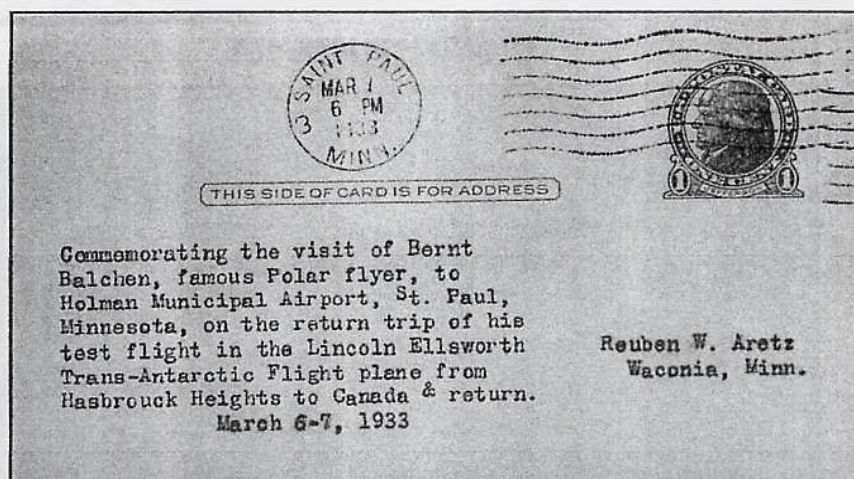 SAINT PAUL
MAR 7
6 PM
1933
3
MINN.
1 1
THIS SIDE OF CARD IS FOR ADDRESS
Commemorating the visit of Bernt
Balchen, famous Polar flyer, to
Holman Municipal Airport, St. Paul,
Minnesota, on the return trip of his
test flight in the Lincoln Ellsworth
Trans-Antarctic Flight plane from
Hasbrouck Heights to Canada & return.
March 6-7, 1933
Reuben W. Aretz
Waconia, Minn.